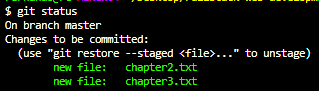 $ git status
On branch master
Changes to be committed:
  (use "git restore --staged <file>..." to unstage)
        new file:   chapter2.txt
        new file:   chapter3.txt